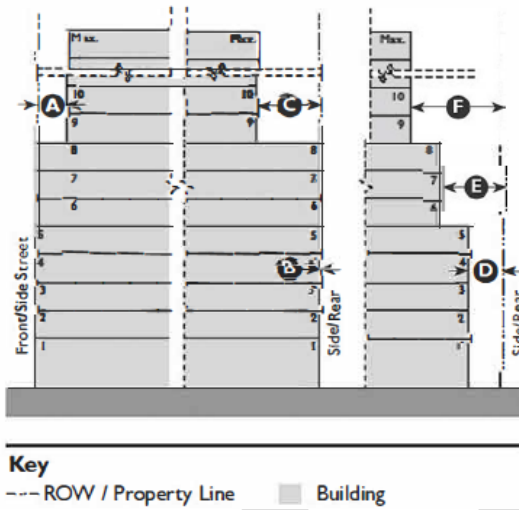 Max. Max. Max.
A 10 10 C 10 F
9 9 9
8 8 8
7 7 7 E
6 6 6
5 5 5
4 B 4 D
3 3 3
2 2 2
1 1 1
Front/Side Street
Side/Rear
Side/Rear
Key
ROW / Property Line Building